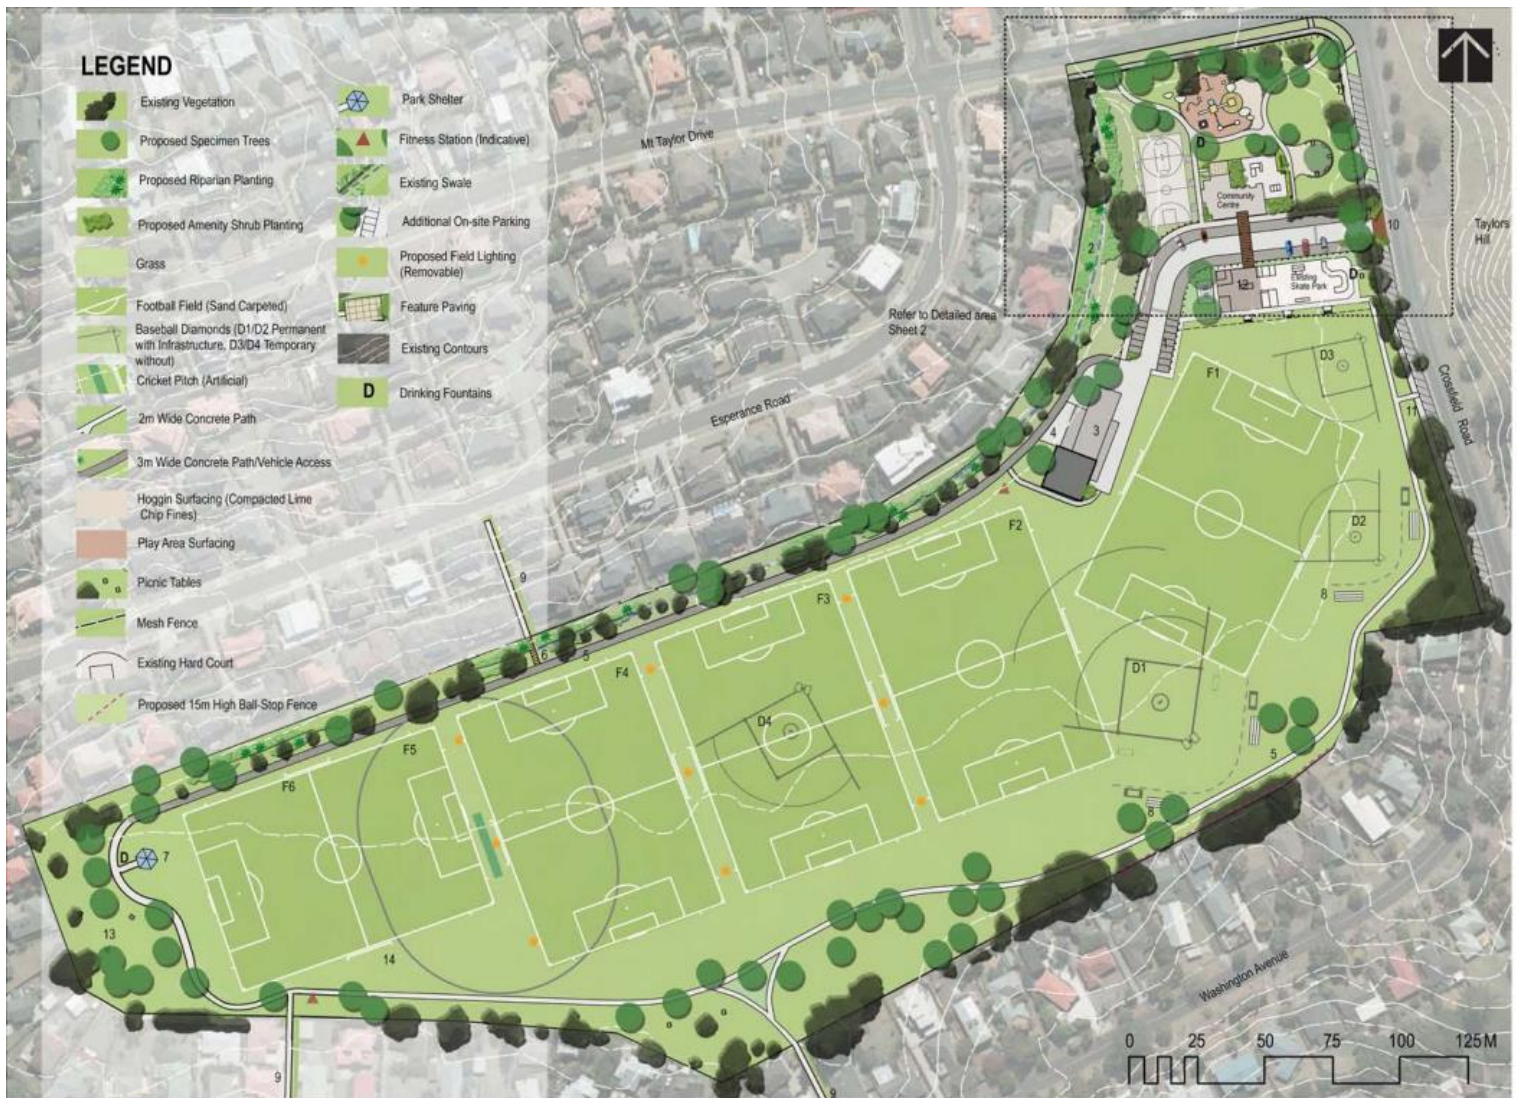 LEGEND
Existing Vegetation
Proposed Specimen Trees
Proposed Riparian Planting
Proposed Amenity Shrub Planting
Grass
Football Field (Sand Carpeted)
Baseball Diamonds (D1/D2 Permanent
with Infrastructure, D3/D4 Temporary
without)
Cricket Pitch (Artificial)
2m Wide Concrete Path
3m Wide Concrete Path/Vehicle Access
Hoggin Surfacing (Compacted Lime
Chip Fines)
Play Area Surfacing
Picnic Tables
Mesh Fence
Existing Hard Court
Proposed 15m High Ball-Stop Fence
Park Shelter
Fitness Station (Indicative)
Existing Swale
Additional On-site Parking
Proposed Field Lighting
(Removable)
Feature Paving
Existing Contours
D
Drinking Fountains
Mt Taylor Drive
Esperance Road
Refer to Detailed area
Sheet 2
D
Community
Centre
2
10
Taylors
Hill
12
Existing
Skate Park
D
Crossfield Road
F1
D3
11
4
3
D2
F2
8
9
F3
6
5
F4
D1
D4
F5
5
F6
8
D
7
13
14
Washington Avenue
9
9
0
25
50
75
100
125 M